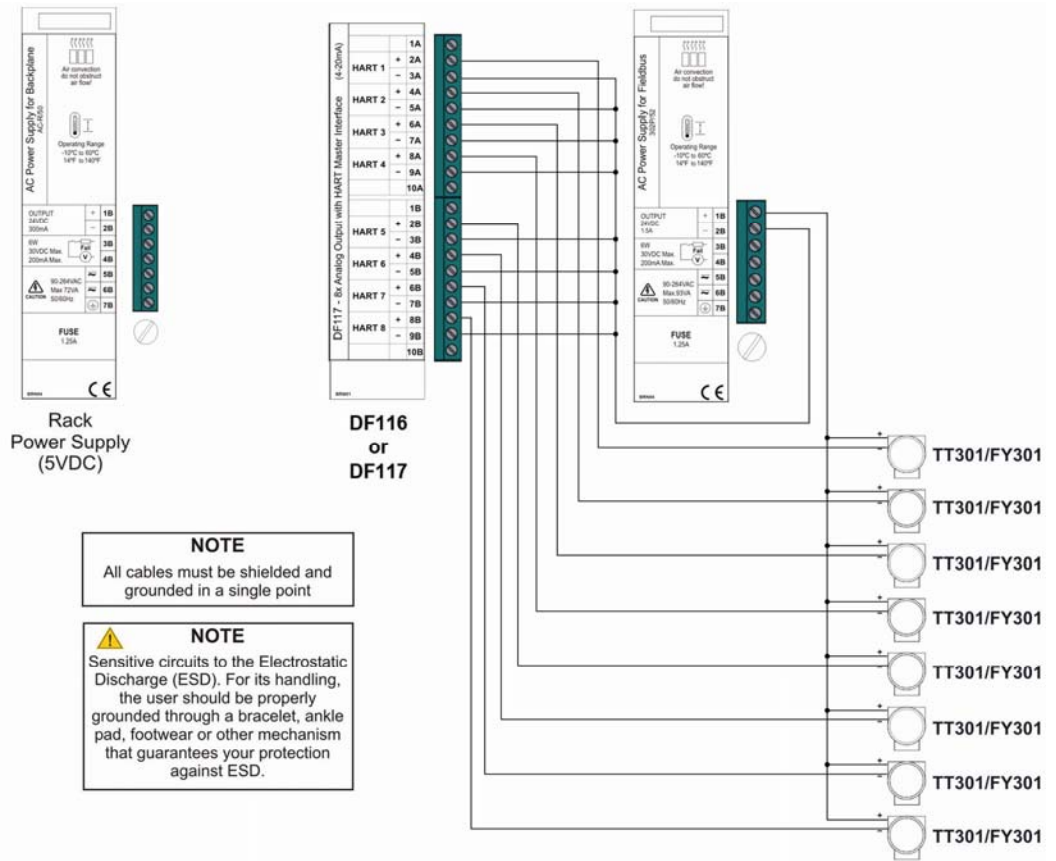 AC Power Supply for Backplane
AC-R/50
Air convection
do not obstruct
air flow!
Operating Range
-10ºC to 60ºC
14ºF to 140ºF
OUTPUT
24VDC
300mA
+ 1B
− 2B
6W
30VDC Max.
200mA Max.
Fail
V
3B
4B
CAUTION
90-264VAC
Max 72VA
50/60Hz
5B
6B
7B
FUSE
1.25A
CE
Rack
Power Supply
(5VDC)
DF117 - 8x Analog Output with HART Master Interface (4-20mA)
1A
HART 1 + 2A
− 3A
HART 2 + 4A
− 5A
HART 3 + 6A
− 7A
HART 4 + 8A
− 9A
10A
1B
HART 5 + 2B
− 3B
HART 6 + 4B
− 5B
HART 7 + 6B
− 7B
HART 8 + 8B
− 9B
10B
DF116
or
DF117
AC Power Supply for Fieldbus
Air convection
do not obstruct
air flow!
Operating Range
-10ºC to 60ºC
14ºF to 140ºF
OUTPUT
24VDC
1.5A
+ 1B
− 2B
6W
30VDC Max.
200mA Max.
Fail
V
3B
4B
CAUTION
90-264VAC
Max.93VA
50/60Hz
5B
6B
7B
FUSE
1.25A
CE
+
− TT301/FY301
+
− TT301/FY301
+
− TT301/FY301
+
− TT301/FY301
+
− TT301/FY301
+
− TT301/FY301
+
− TT301/FY301
+
− TT301/FY301
NOTE
All cables must be shielded and
grounded in a single point
NOTE
Sensitive circuits to the Electrostatic
Discharge (ESD). For its handling,
the user should be properly
grounded through a bracelet, ankle
pad, footwear or other mechanism
that guarantees your protection
against ESD.